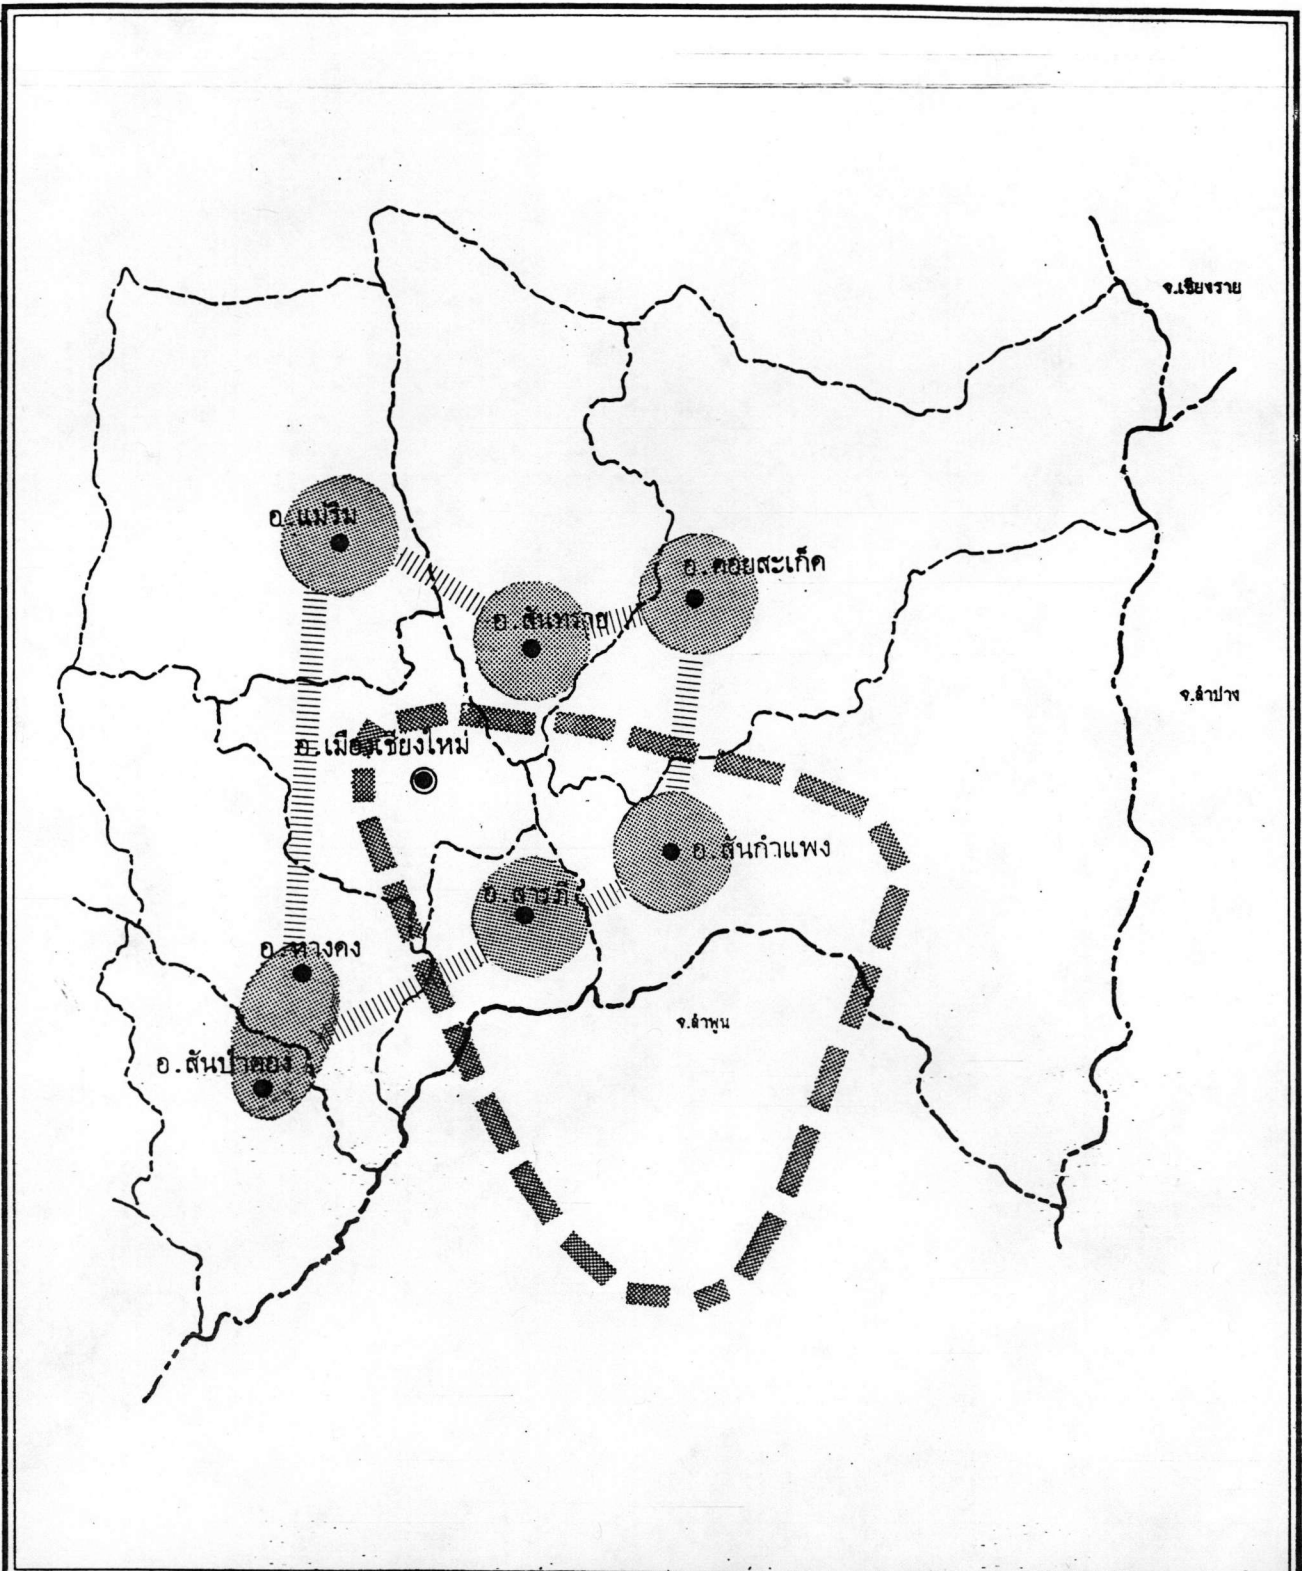 จ.เชียงราย
อ.แม่ริม
อ.ดอยสะเก็ด
อ.สันทราย
จ.ลำปาง
อ.เมืองเชียงใหม่
อ.สันกำแพง
อ.สารภี
อ.หางดง
จ.ลำพูน
อ.สันป่าตอง